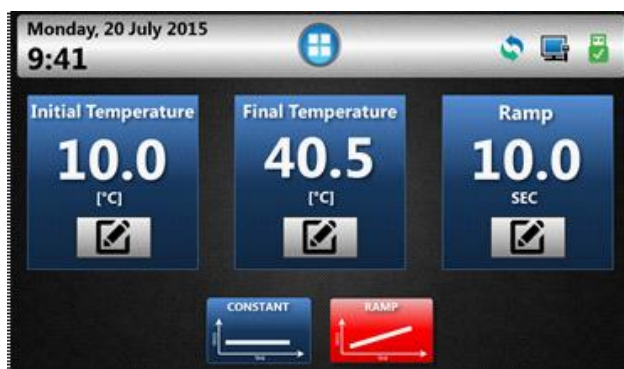 Monday, 20 July 2015
9:41
Initial Temperature
10.0
[°C]
Final Temperature
40.5
[°C]
Ramp
10.0
SEC
CONSTANT
RAMP